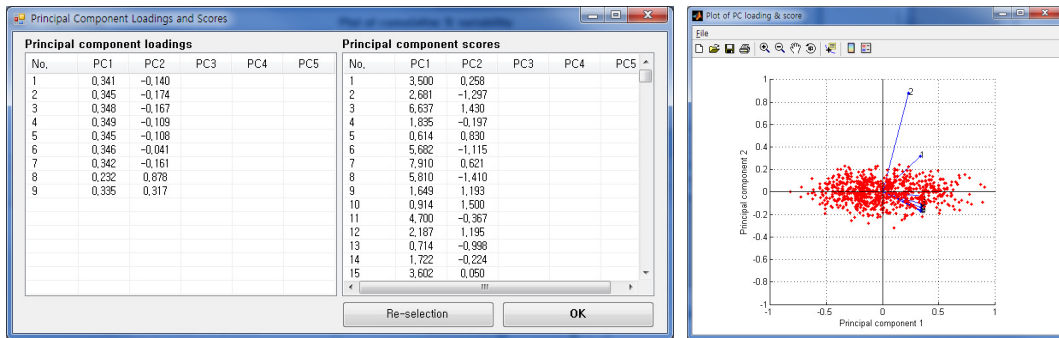 Principal Component Loadings and Scores
Principal component loadings
No, PC1 PC2 PC3 PC4 PC5
1 0,341 -0,140
2 0,345 -0,174
3 0,348 -0,167
4 0,349 -0,109
5 0,345 -0,108
6 0,346 -0,041
7 0,342 -0,161
8 0,232 0,878
9 0,335 0,317
Principal component scores
No, PC1 PC2 PC3 PC4 PC5
1 3,500 0,258
2 2,681 -1,297
3 6,637 1,430
4 1,835 -0,197
5 0,614 0,830
6 5,682 -1,115
7 7,910 0,621
8 5,810 -1,410
9 1,649 1,193
10 0,914 1,500
11 4,700 -0,367
12 2,187 1,195
13 0,714 -0,998
14 1,722 -0,224
15 3,602 0,050
Re-selection
OK
Plot of PC loading & score
File
Principal component 2
1
0.8
0.6
0.4
0.2
0
-0.2
-0.4
-0.6
-0.8
-1
2
1
-1 -0.5 0 0.5 1
Principal component 1